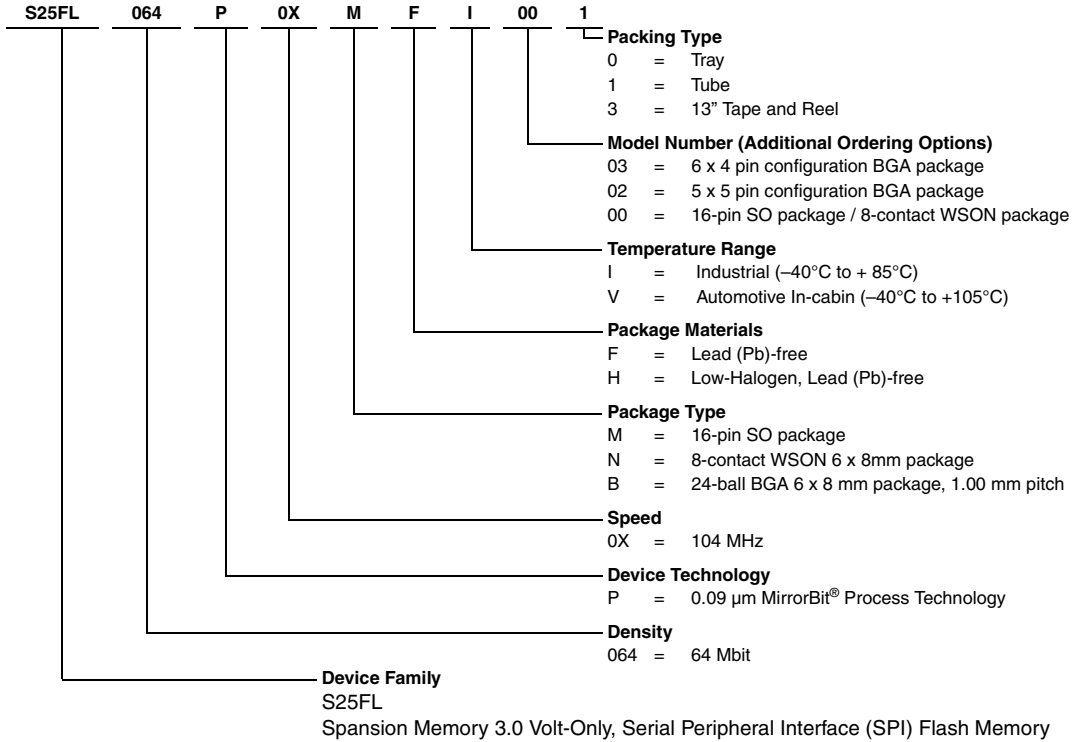 S25FL 064 P 0X M F I 00 1
Packing Type
0 = Tray
1 = Tube
3 = 13” Tape and Reel
Model Number (Additional Ordering Options)
03 = 6 x 4 pin configuration BGA package
02 = 5 x 5 pin configuration BGA package
00 = 16-pin SO package / 8-contact WSON package
Temperature Range
I = Industrial (–40°C to + 85°C)
V = Automotive In-cabin (–40°C to +105°C)
Package Materials
F = Lead (Pb)-free
H = Low-Halogen, Lead (Pb)-free
Package Type
M = 16-pin SO package
N = 8-contact WSON 6 x 8mm package
B = 24-ball BGA 6 x 8 mm package, 1.00 mm pitch
Speed
0X = 104 MHz
Device Technology
P = 0.09 µm MirrorBit® Process Technology
Density
064 = 64 Mbit
Device Family
S25FL
Spansion Memory 3.0 Volt-Only, Serial Peripheral Interface (SPI) Flash Memory